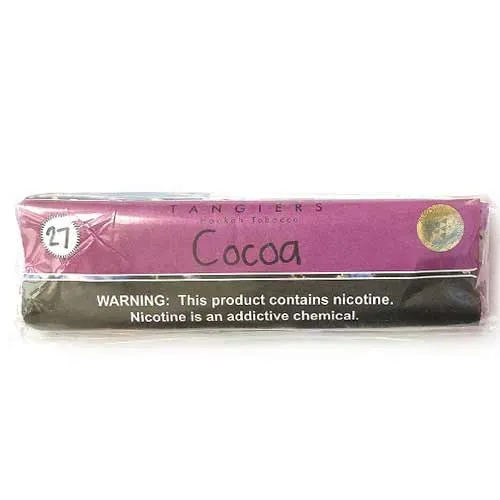 TANGIERS
Hookah Tobacco
27
Cocoa
WARNING: This product contains nicotine.
Nicotine is an addictive chemical.